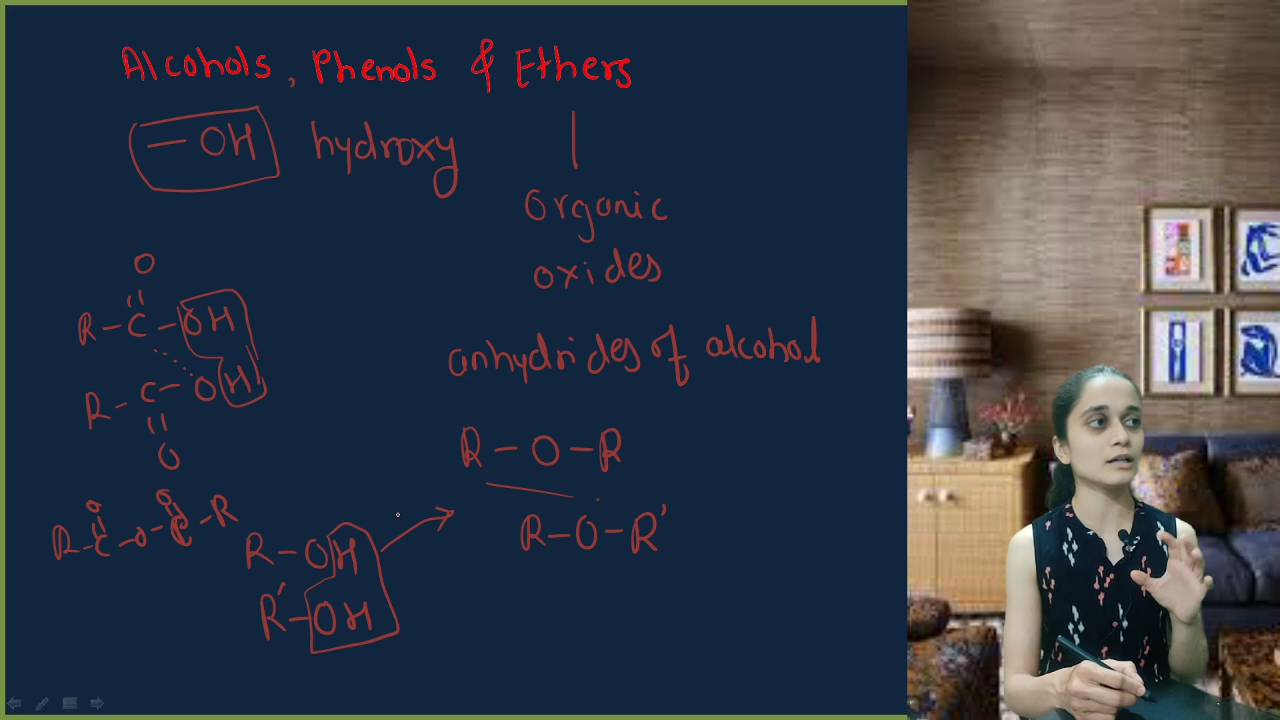 Alcohols, Phenols & Ethers
— OH hydroxy
organic
oxides
anhydrides of alcohol
O
R – C – OH
R – C – OH
O
R – O – R
O O
R – C – O – C – R
R – O – R'
R – OH
R' – OH